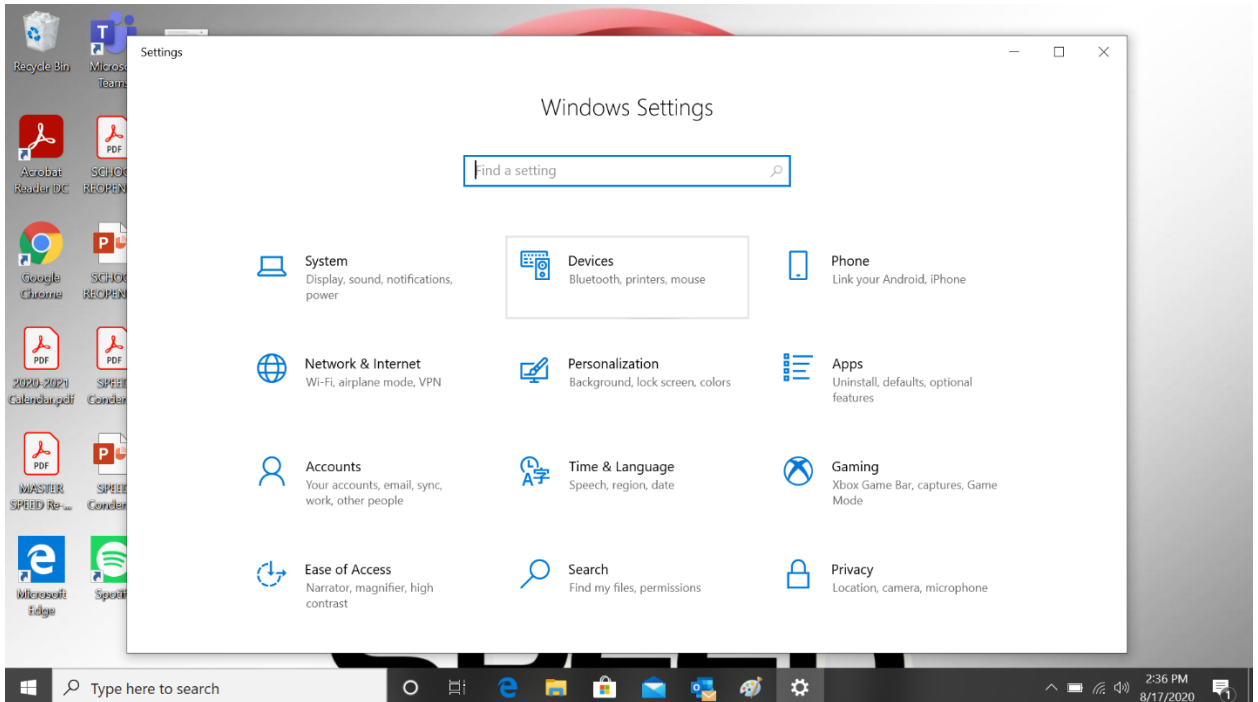 Recycle Bin
Teams
Acrobat
Reader DC
PDF
Google
Chrome
PDF
PDF
2020-2021
Calendar.pdf
PDF
MASTER
SPEED Re-...
Microsoft
Edge
Settings
Windows Settings
Find a setting
System
Display, sound, notifications,
power
Devices
Bluetooth, printers, mouse
Phone
Link your Android, iPhone
Network & Internet
Wi-Fi, airplane mode, VPN
Personalization
Background, lock screen, colors
Apps
Uninstall, defaults, optional
features
Accounts
Your accounts, email, sync,
work, other people
Time & Language
Speech, region, date
Gaming
Xbox Game Bar, captures, Game
Mode
Ease of Access
Narrator, magnifier, high
contrast
Search
Find my files, permissions
Privacy
Location, camera, microphone
Type here to search
2:36 PM
8/17/2020
1